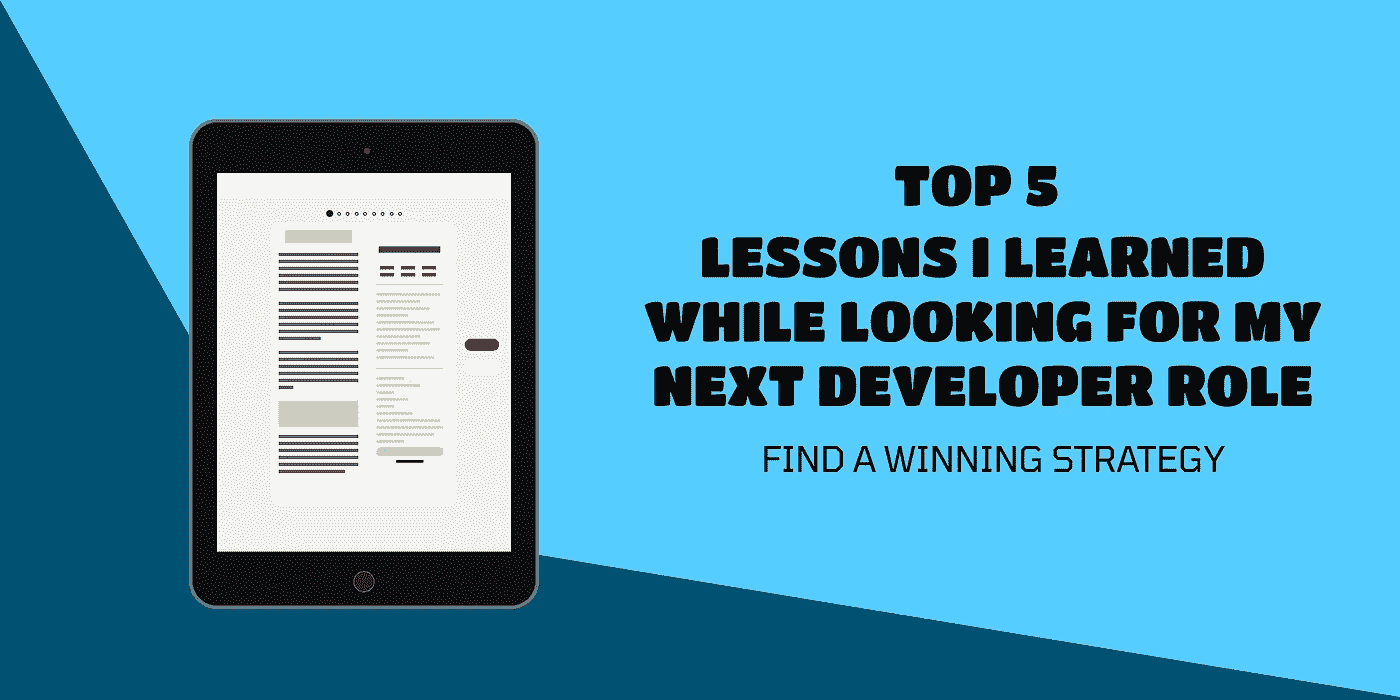 TOP 5
LESSONS I LEARNED
WHILE LOOKING FOR MY
NEXT DEVELOPER ROLE
FIND A WINNING STRATEGY